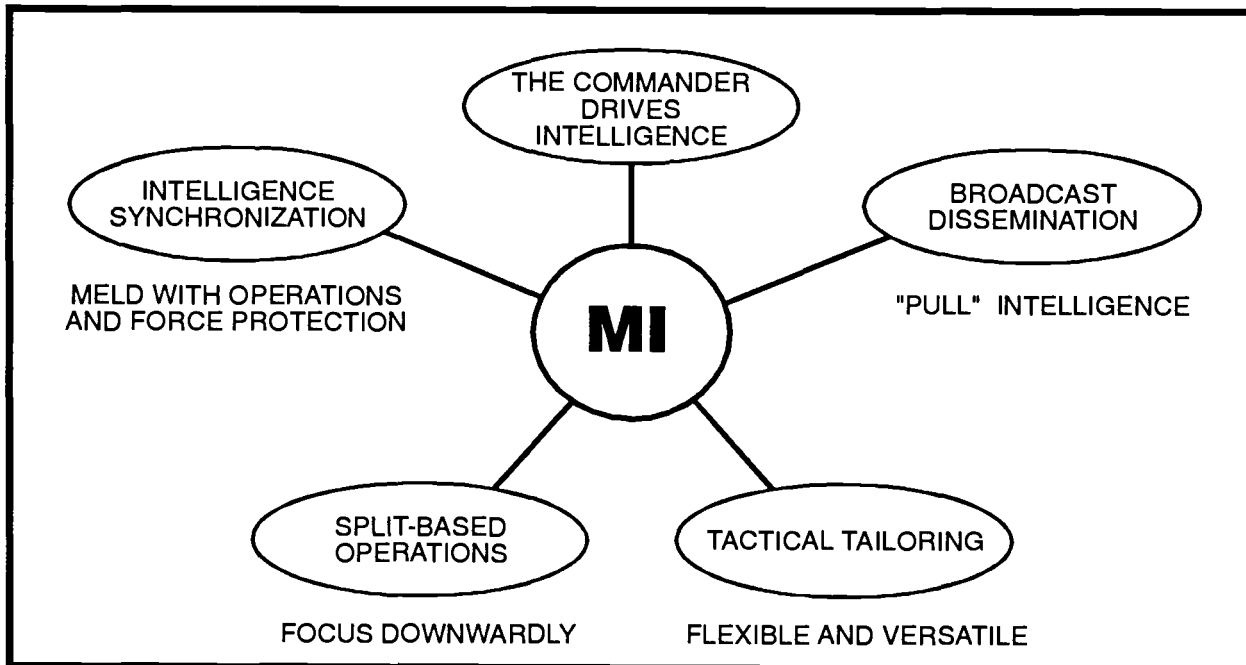 THE COMMANDER
DRIVES
INTELLIGENCE
INTELLIGENCE
SYNCHRONIZATION
MELD WITH OPERATIONS
AND FORCE PROTECTION
BROADCAST
DISSEMINATION
"PULL" INTELLIGENCE
MI
SPLIT-BASED
OPERATIONS
FOCUS DOWNWARDLY
TACTICAL TAILORING
FLEXIBLE AND VERSATILE